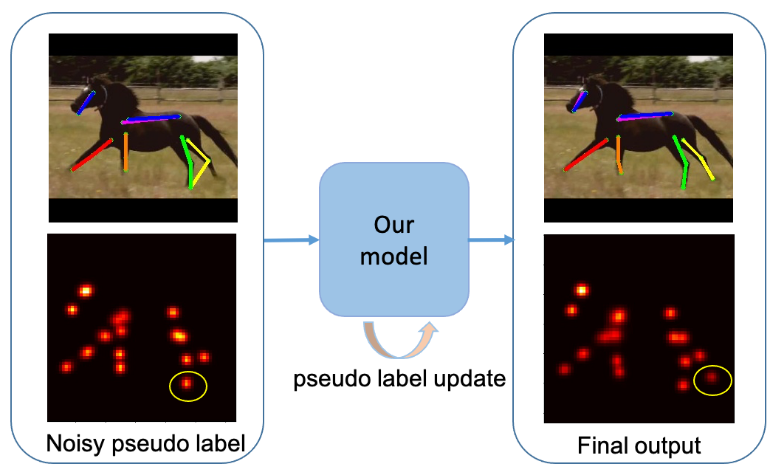 Our
model
pseudo label update
Noisy pseudo label
Final output